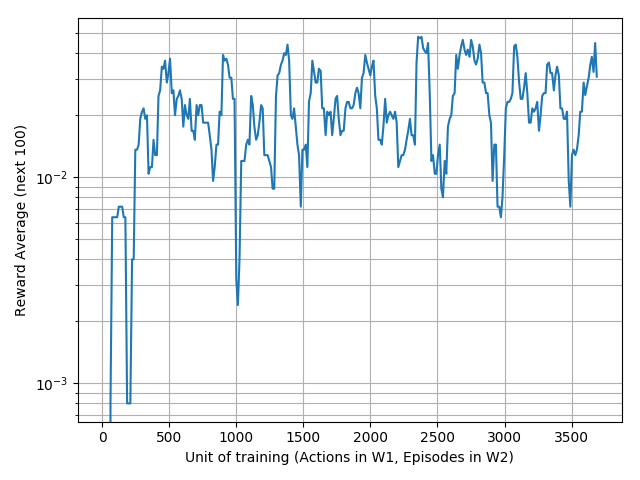 Reward Average (next 100)
10⁻²
10⁻³
0 500 1000 1500 2000 2500 3000 3500
Unit of training (Actions in W1, Episodes in W2)